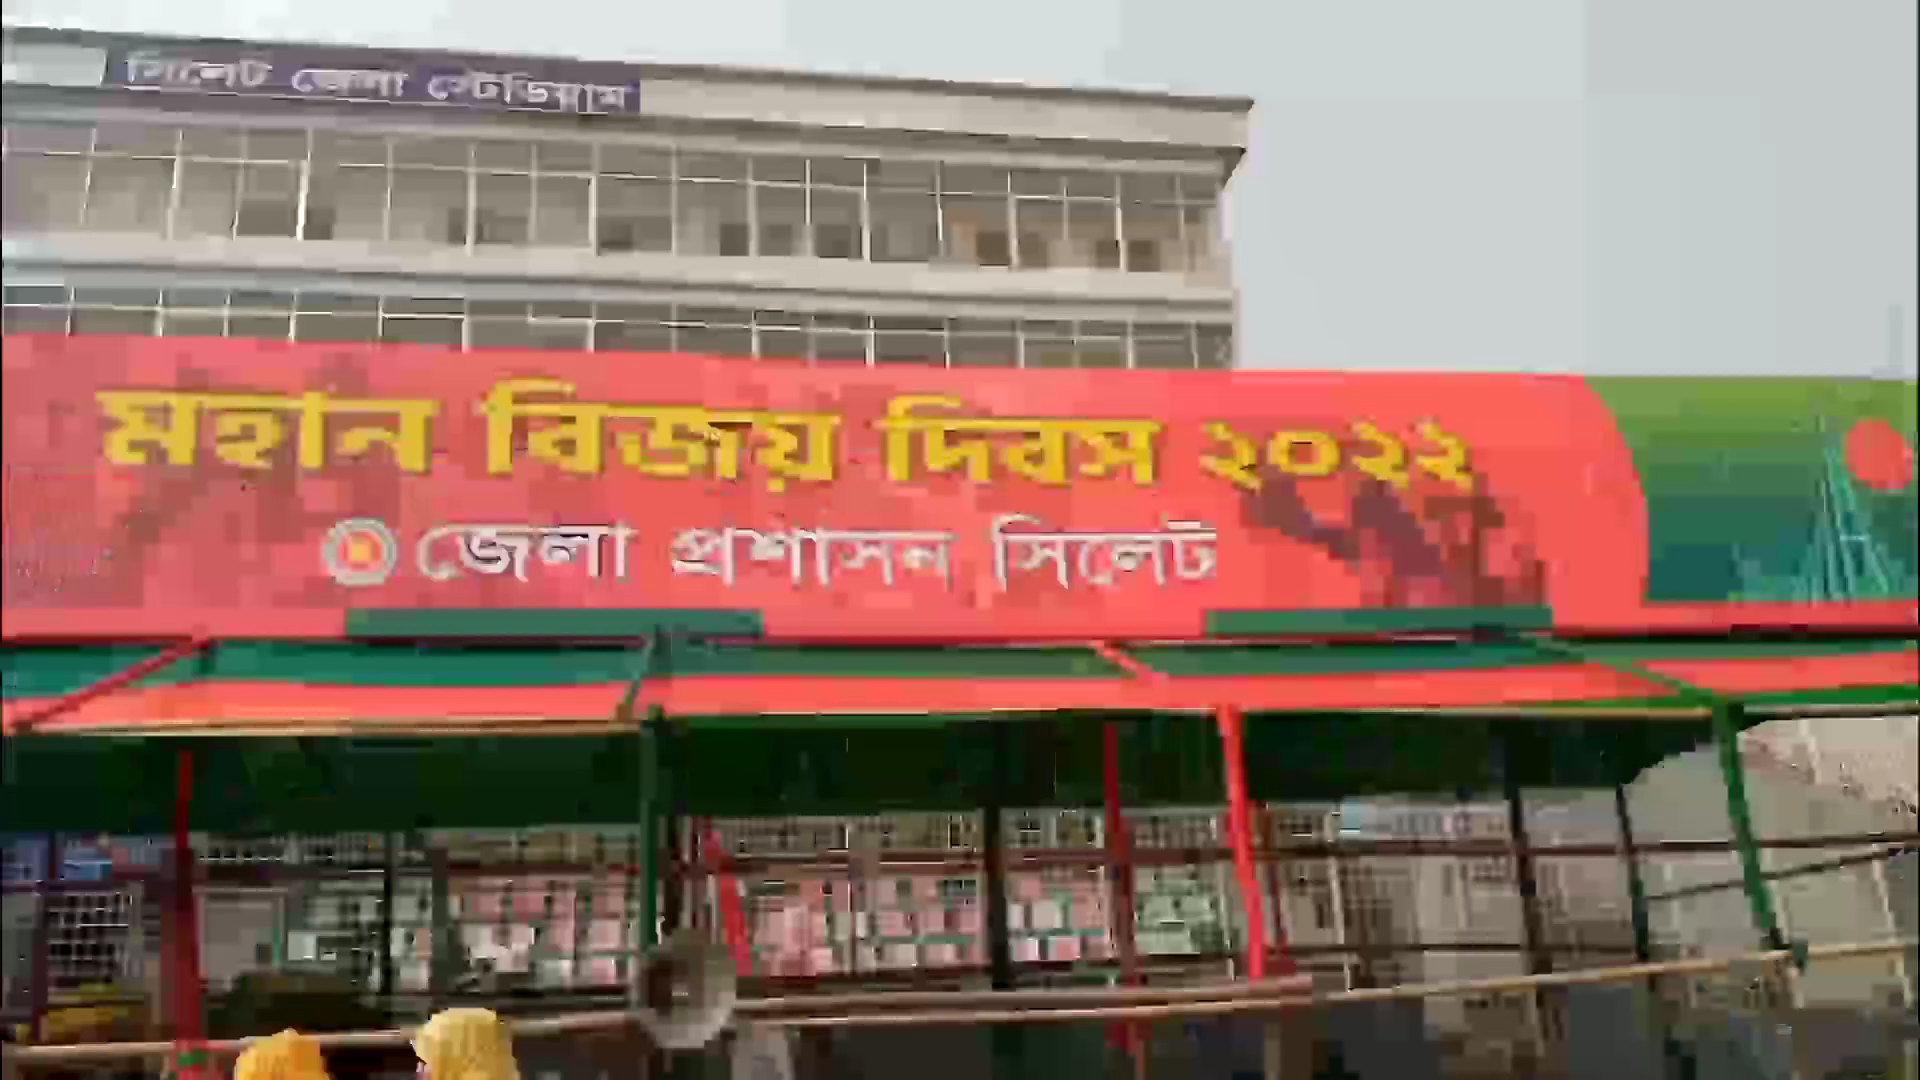 সিলেট জেলা স্টেডিয়াম
মহান বিজয় দিবস ২০২২
জেলা প্রশাসন সিলেট